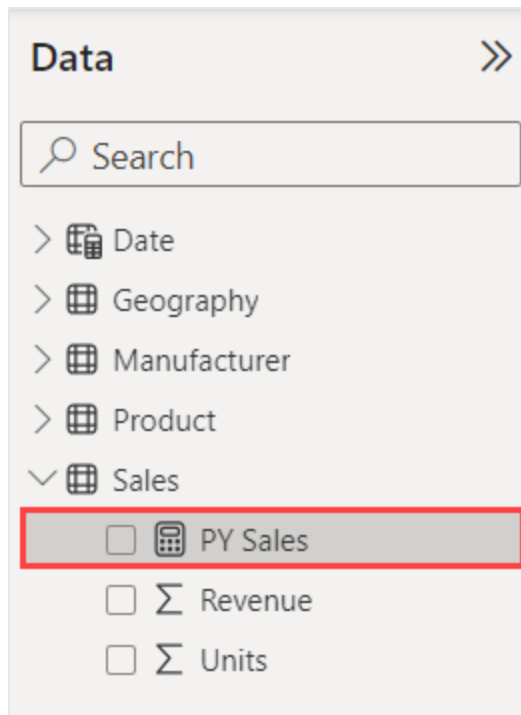 Data
Search
Date
Geography
Manufacturer
Product
Sales
PY Sales
Revenue
Units